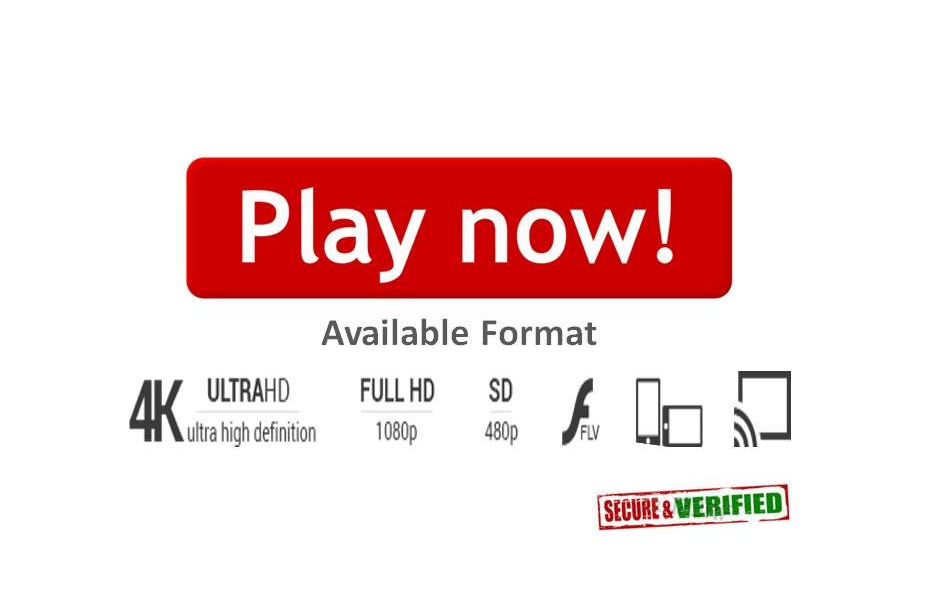 Play now!
Available Format
4K ULTRAHD
ultra high definition
FULL HD
1080p
SD
480p
FLV
SECURE & VERIFIED